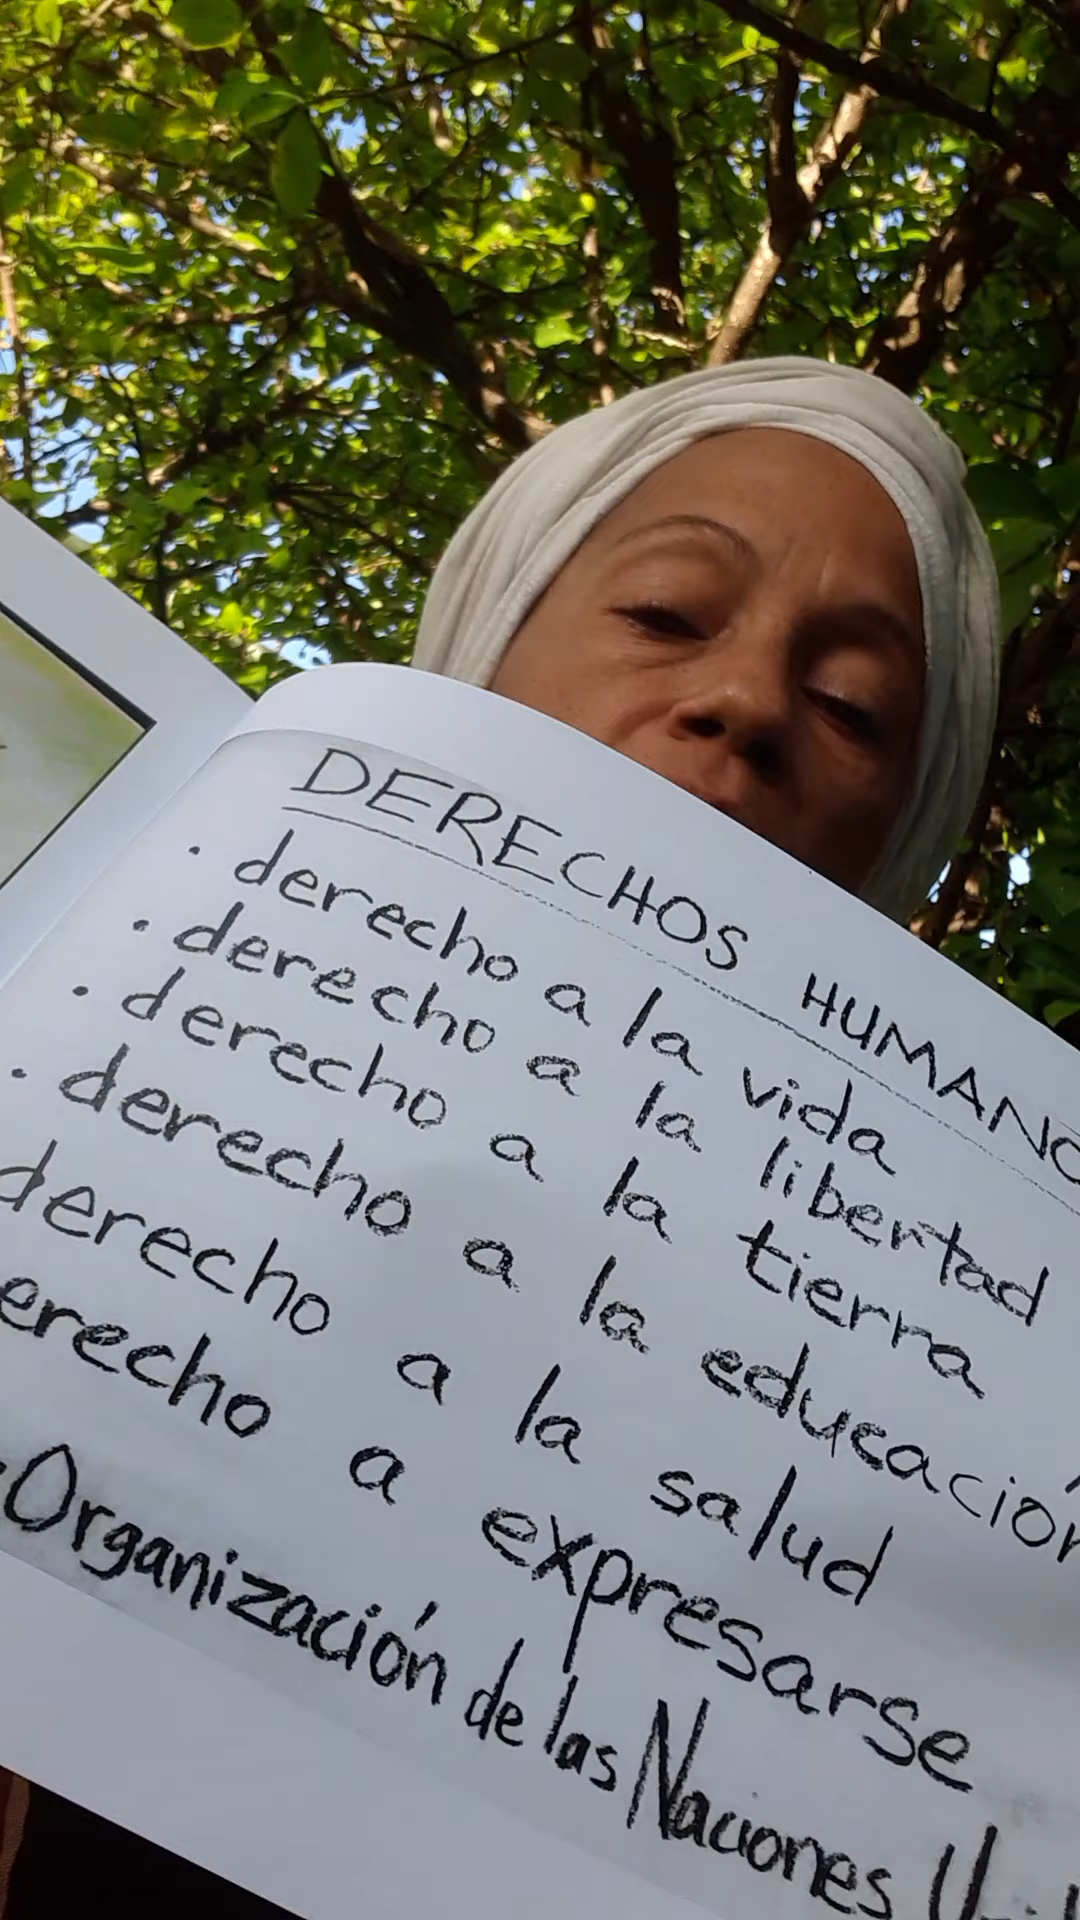 DERECHOS HUMANO
· derecho a la vida
· derecho a la libertad
· derecho a la tierra
· derecho a la educación
derecho a la salud
erecho a expresarse
·Organización de las Naciones